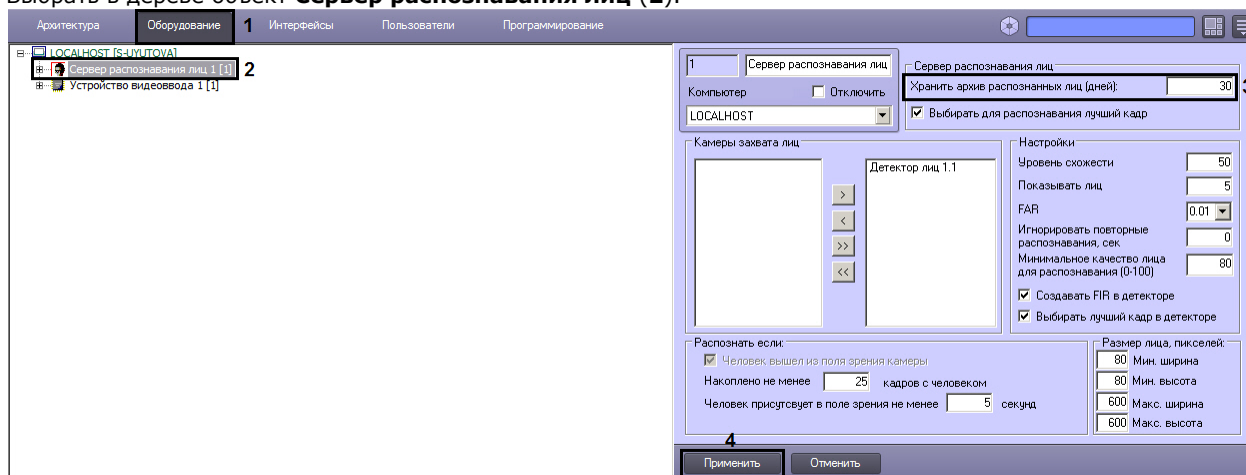 Выбрать в дереве объект Сервер распознавания лиц (2).
Архитектура Оборудование 1 Интерфейсы Пользователи Программирование
LOCALHOST [S-UYUTOVA]
Сервер распознавания лиц 1 [1] 2
Устройство видеоввода 1 [1]
1 Сервер распознавания лиц
Компьютер Отключить
LOCALHOST
Сервер распознавания лиц
Хранить архив распознанных лиц (дней): 30 3
Выбирать для распознавания лучший кадр
Камеры захвата лиц
Детектор лиц 1.1
>
<
>>
<<
Настройки
Уровень схожести 50
Показывать лиц 5
FAR 0.01
Игнорировать повторные
распознавания, сек 0
Минимальное качество лица
для распознавания (0-100) 80
Создавать FIR в детекторе
Выбирать лучший кадр в детекторе
Распознать если:
Человек вышел из поля зрения камеры
Накоплено не менее 25 кадров с человеком
Человек присутсвует в поле зрения не менее 5 секунд
Размер лица, пикселей:
80 Мин. ширина
80 Мин. высота
600 Макс. ширина
600 Макс. высота
4
Применить Отменить